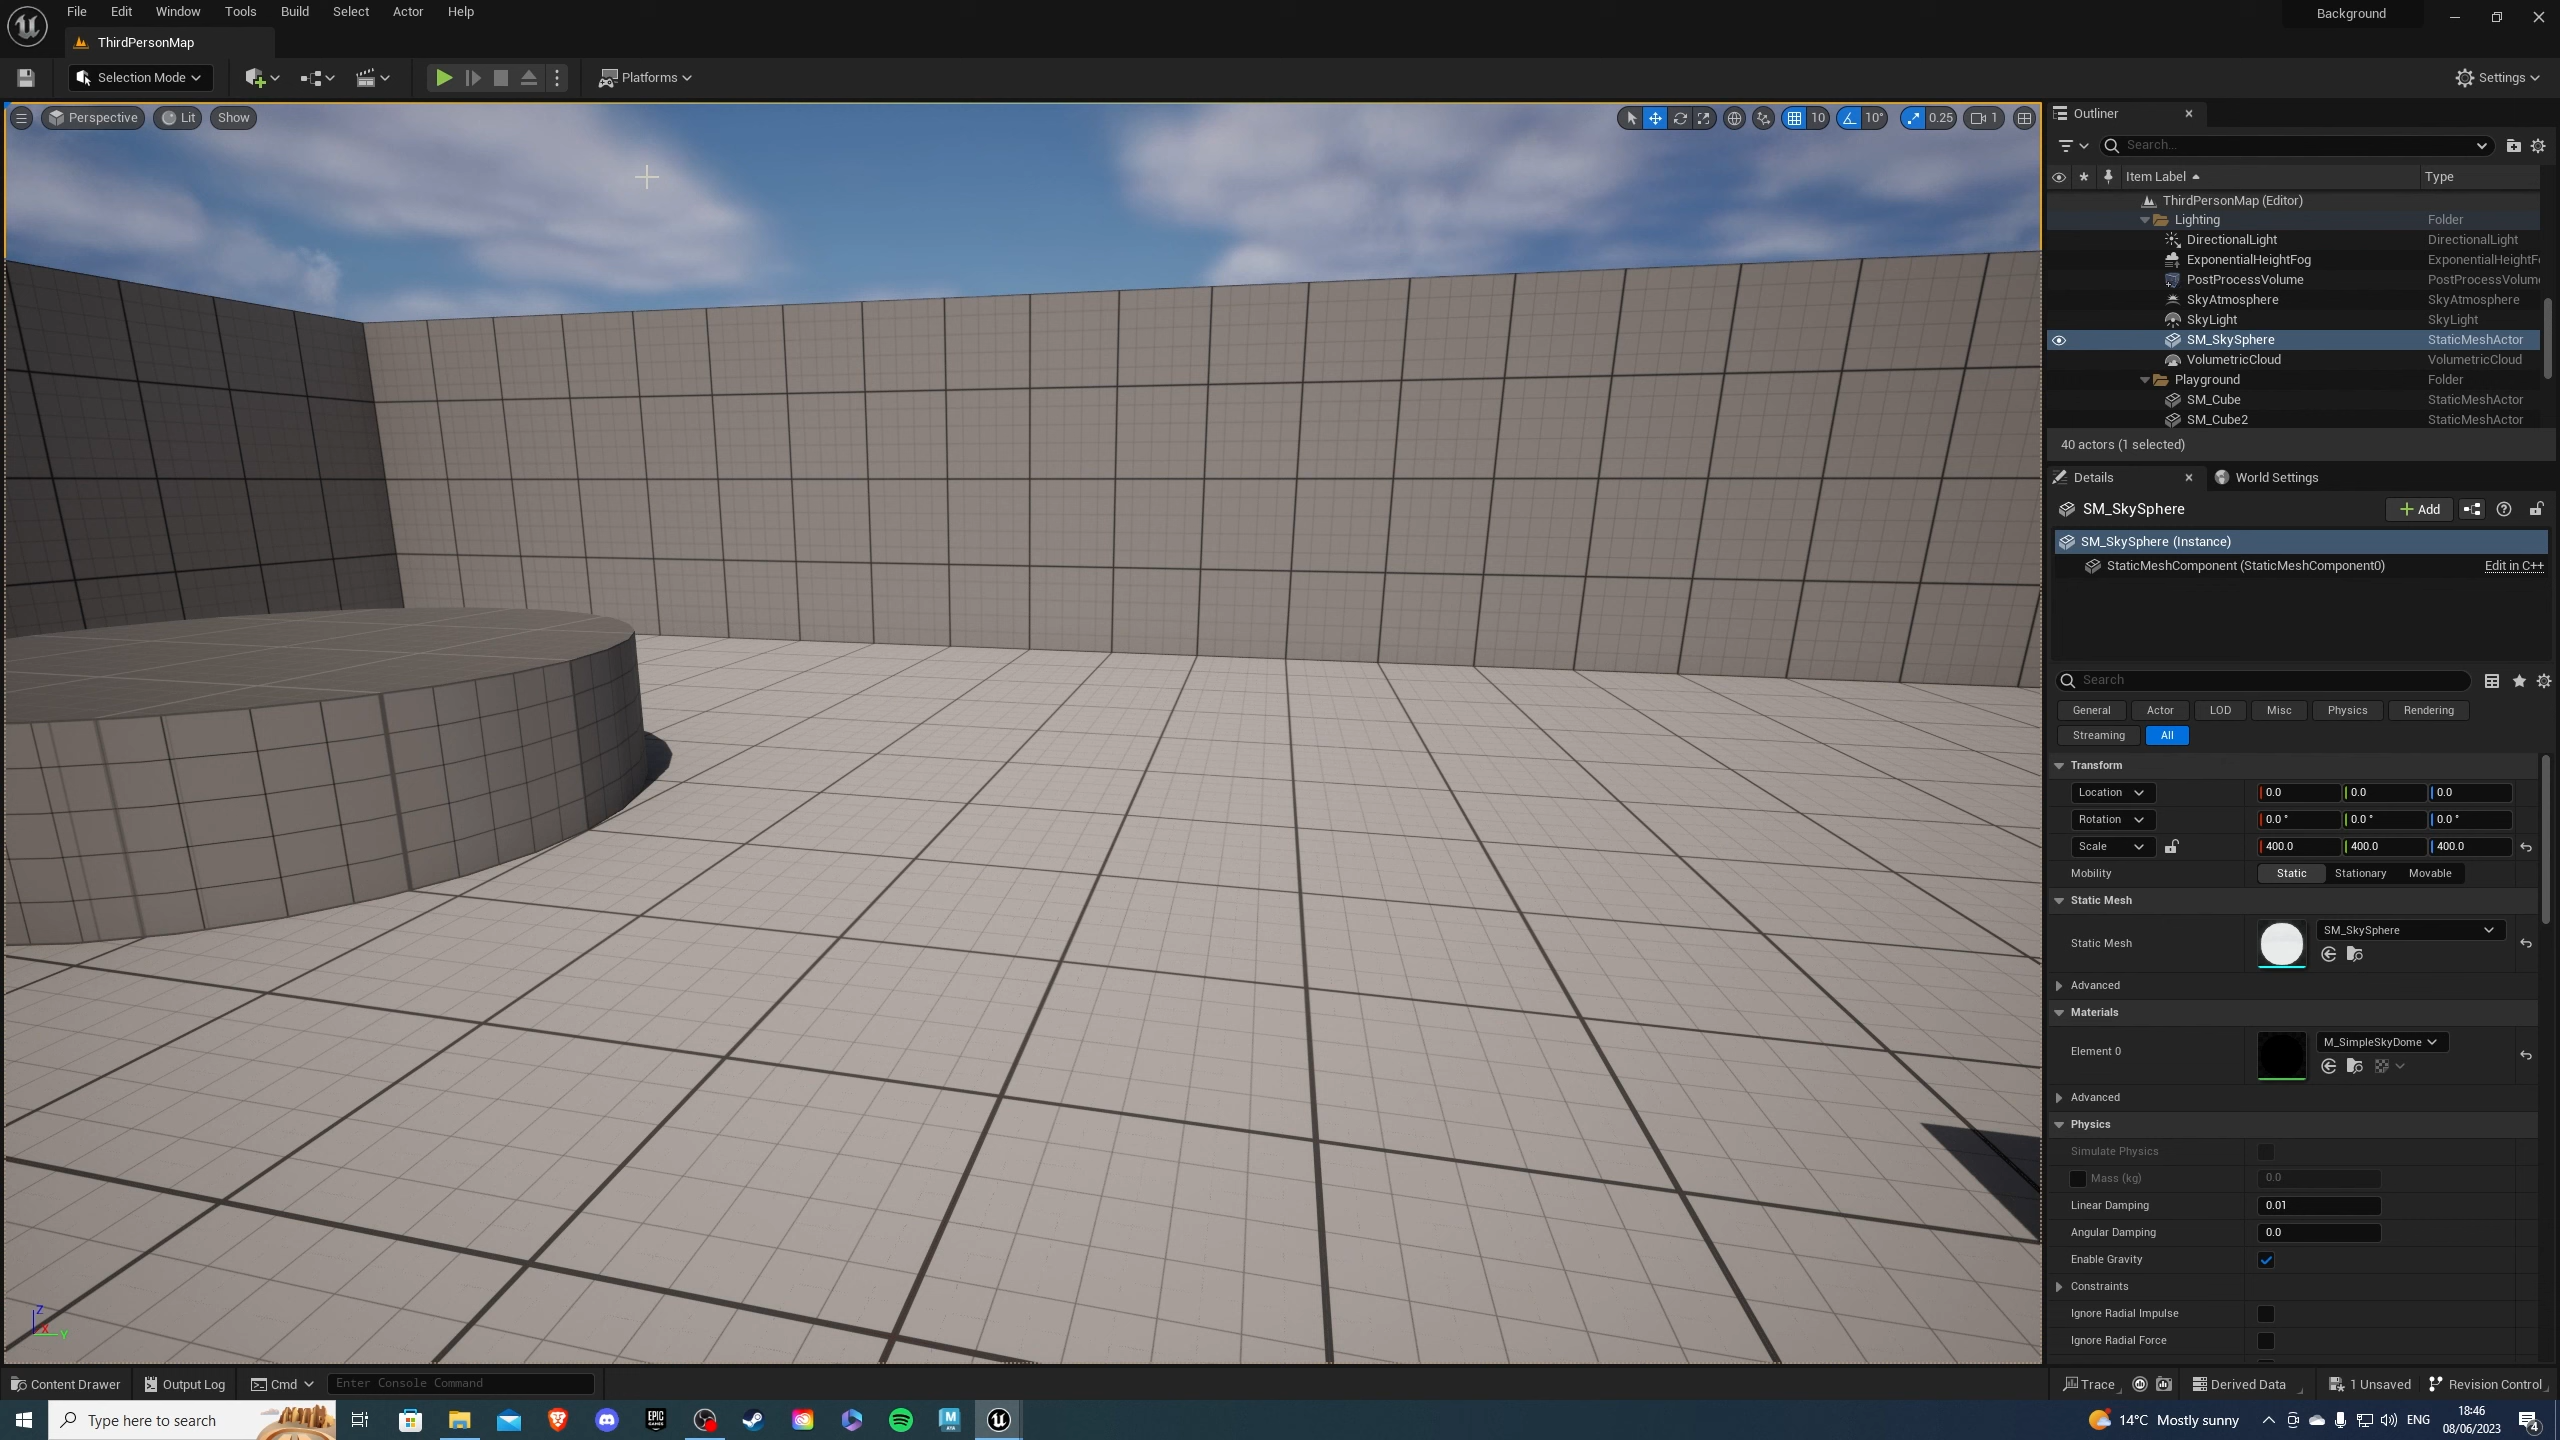 File Edit Window Tools Build Select Actor Help
Background
ThirdPersonMap
Selection Mode
Platforms
Settings
Perspective Lit Show
10 10° 0.25 1
Outliner
Search...
Item Label Type
ThirdPersonMap (Editor)
Lighting Folder
DirectionalLight DirectionalLight
ExponentialHeightFog ExponentialHeightF
PostProcessVolume PostProcessVolum
SkyAtmosphere SkyAtmosphere
SkyLight SkyLight
SM_SkySphere StaticMeshActor
VolumetricCloud VolumetricCloud
Playground Folder
SM_Cube StaticMeshActor
SM_Cube2 StaticMeshActor
40 actors (1 selected)
Details World Settings
SM_SkySphere
Add
SM_SkySphere (Instance)
StaticMeshComponent (StaticMeshComponent0) Edit in C++
Search
General Actor LOD Misc Physics Rendering
Streaming All
Transform
Location 0.0 0.0 0.0
Rotation 0.0 ° 0.0 ° 0.0 °
Scale 400.0 400.0 400.0
Mobility Static Stationary Movable
Static Mesh
Static Mesh SM_SkySphere
Advanced
Materials
Element 0 M_SimpleSkyDome
Advanced
Physics
Simulate Physics
Mass (kg) 0.0
Linear Damping 0.01
Angular Damping 0.0
Enable Gravity
Constraints
Ignore Radial Impulse
Ignore Radial Force
Z
X
Y
Content Drawer Output Log Cmd Enter Console Command
Trace Derived Data 1 Unsaved Revision Control
Type here to search
EPIC GAMES
M
14°C Mostly sunny ENG
18:46
08/06/2023
4